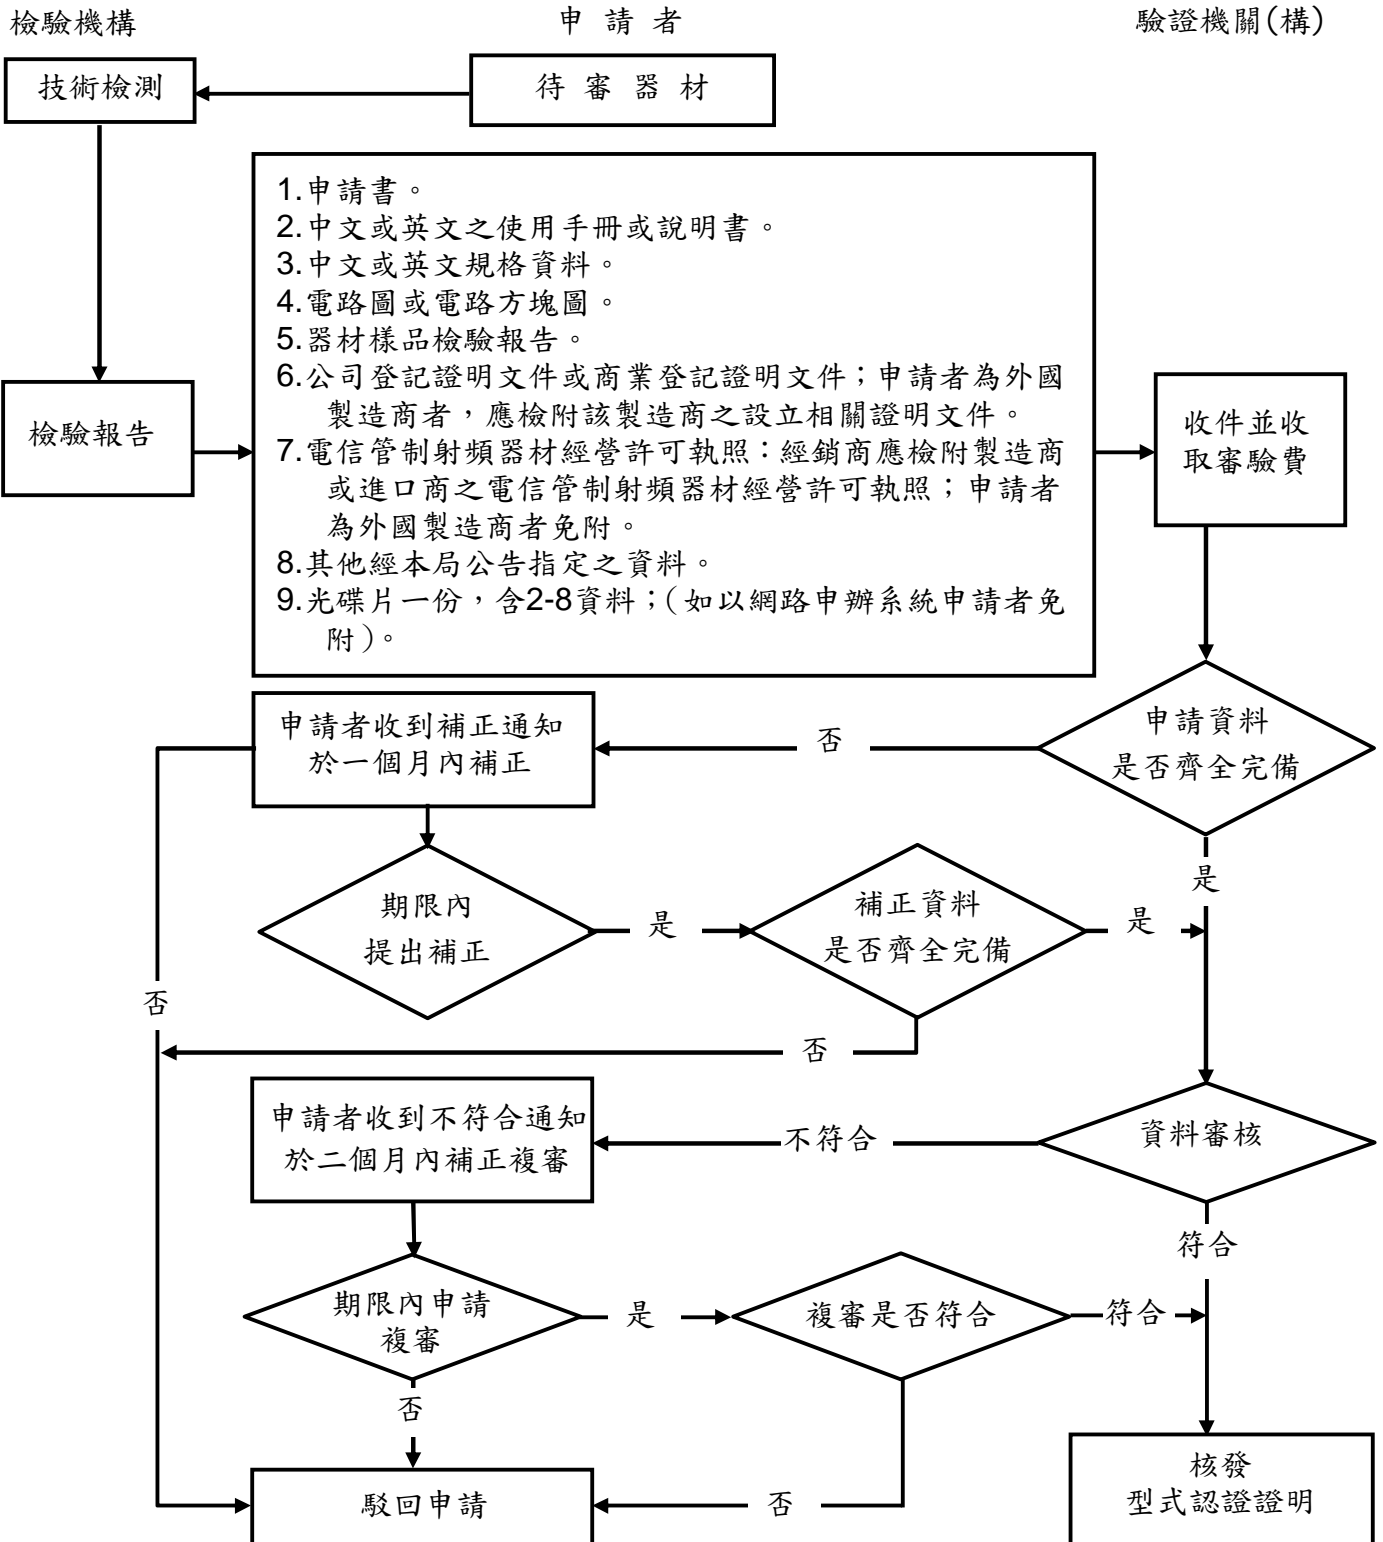 檢驗機構
申 請 者
驗證機關(構)
技術檢測
待 審 器 材
1.申請書。
2.中文或英文之使用手冊或說明書。
3.中文或英文規格資料。
4.電路圖或電路方塊圖。
5.器材樣品檢驗報告。
6.公司登記證明文件或商業登記證明文件；申請者為外國
製造商者，應檢附該製造商之設立相關證明文件。
7.電信管制射頻器材經營許可執照：經銷商應檢附製造商
或進口商之電信管制射頻器材經營許可執照；申請者
為外國製造商者免附。
8.其他經本局公告指定之資料。
9.光碟片一份，含2-8資料；（如以網路申辦系統申請者免
附）。
檢驗報告
收件並收
取審驗費
申請者收到補正通知
於一個月內補正
否
申請資料
是否齊全完備
是
期限內
提出補正
是
補正資料
是否齊全完備
是
否
否
申請者收到不符合通知
於二個月內補正複審
不符合
資料審核
符合
期限內申請
複審
是
複審是否符合
符合
否
駁回申請
否
核發
型式認證證明